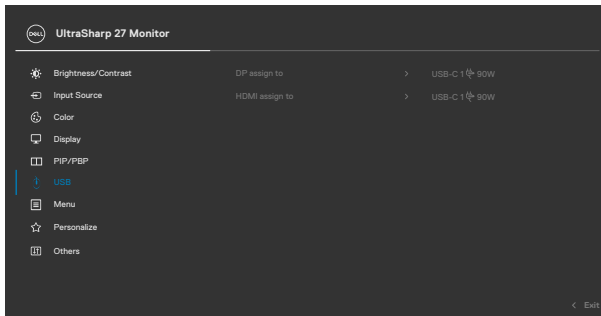 DELL UltraSharp 27 Monitor
Brightness/Contrast DP assign to > USB-C 1 90W
Input Source HDMI assign to > USB-C 1 90W
Color
Display
PIP/PBP
USB
Menu
Personalize
Others
< Exit